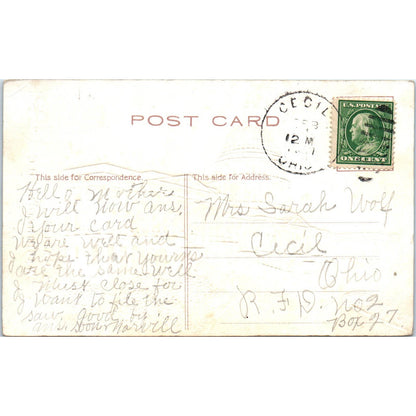 POST CARD
CECIL
FEB
12 M
OHIO
U.S. POSTAGE
ONE CENT
This side for Correspondence.
This side for Address.
Hello Mother
I will now ans,
your card
We are well and
I hope that yours
are the same well
I must close for
I want to file the
saw good by
ans soon
Mrs Sarah Wolf
Cecil
Ohio
R.F.D. No 2
Box 27